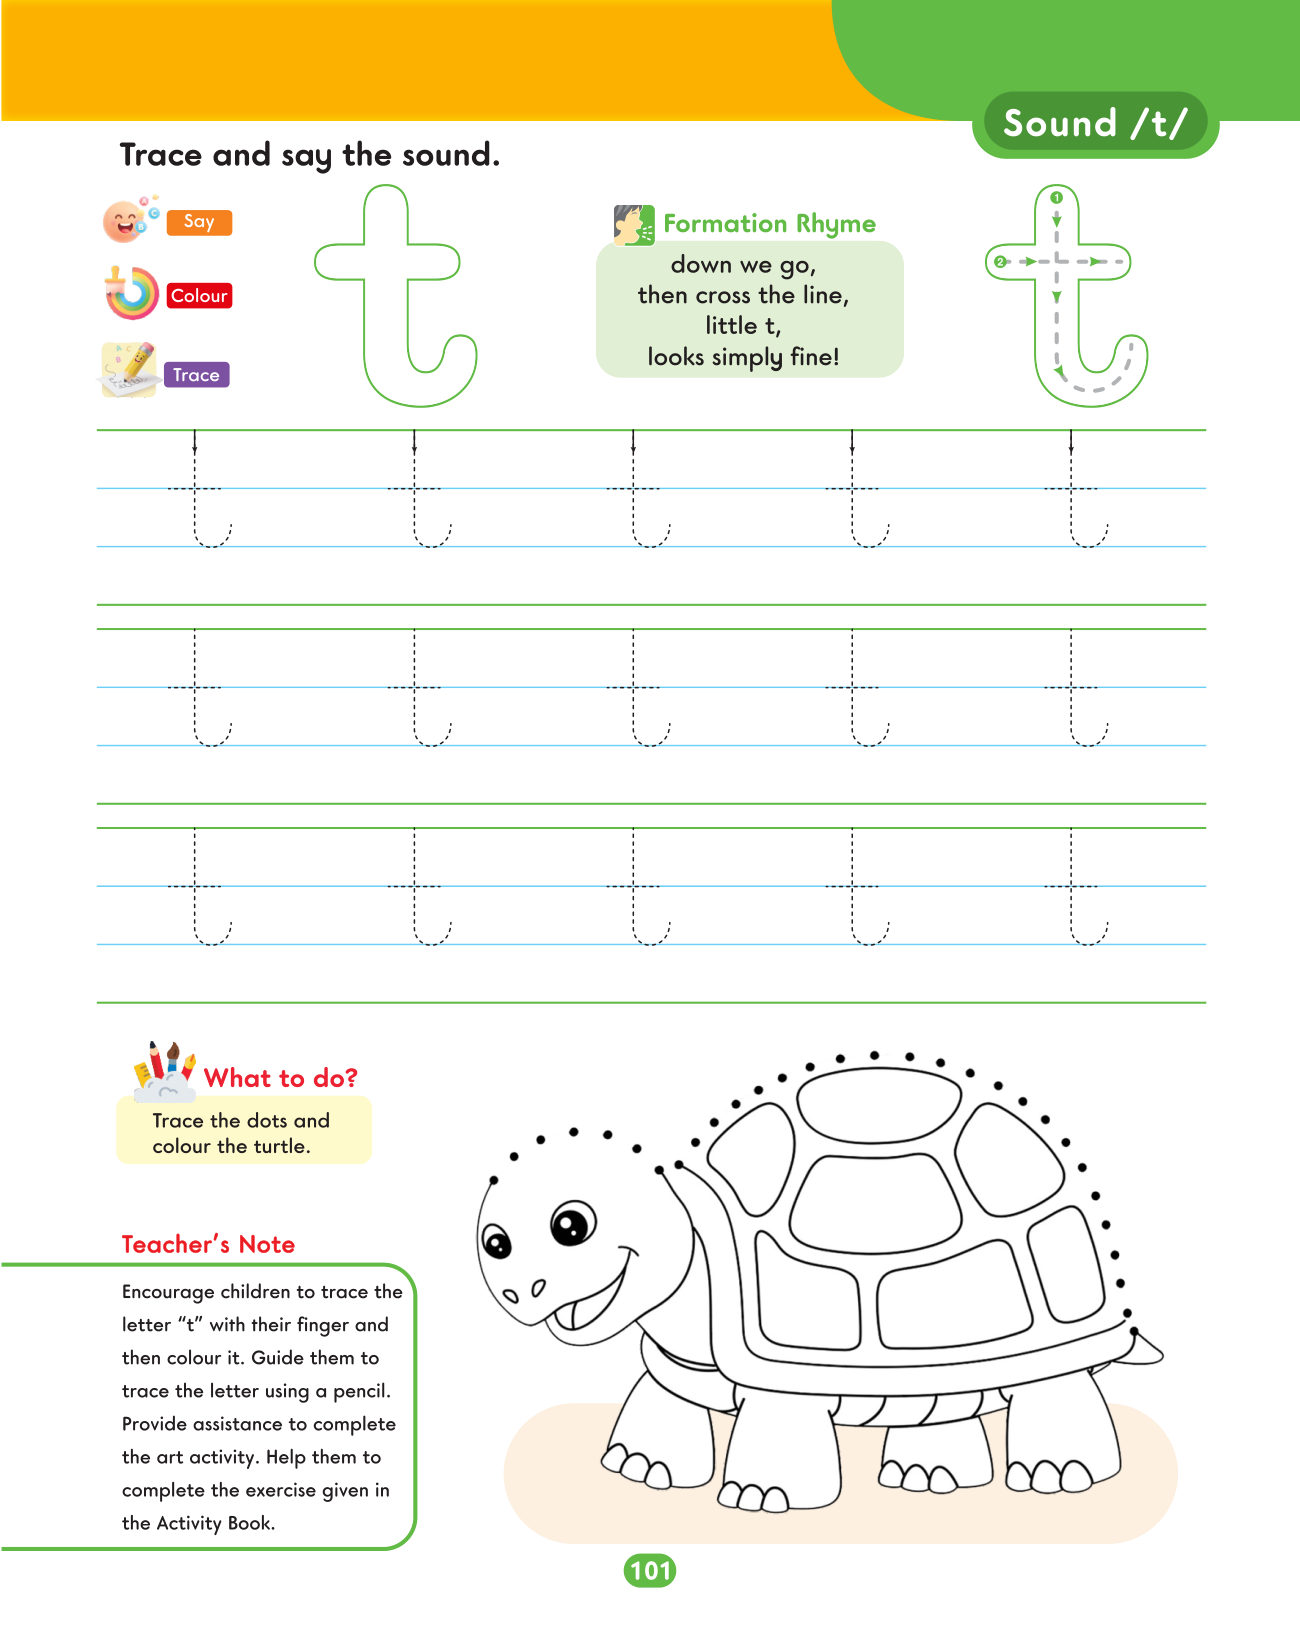 Sound /t/
Trace and say the sound.
Say
Colour
Trace
t
Formation Rhyme
down we go,
then cross the line,
little t,
looks simply fine!
1
2
t
t t t t t
t t t t t
t t t t t
What to do?
Trace the dots and
colour the turtle.
Teacher's Note
Encourage children to trace the
letter “t” with their finger and
then colour it. Guide them to
trace the letter using a pencil.
Provide assistance to complete
the art activity. Help them to
complete the exercise given in
the Activity Book.
101